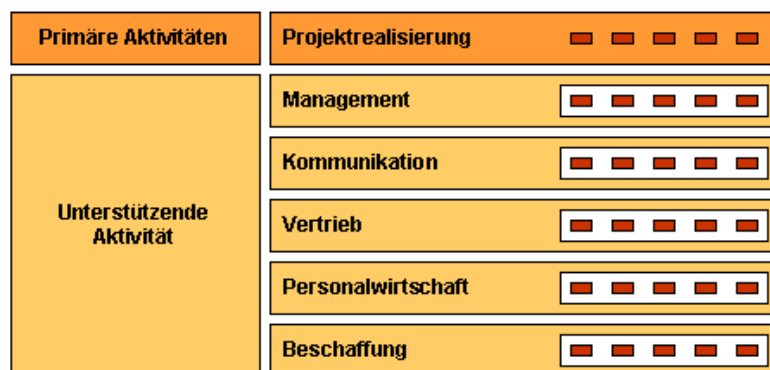 Primäre Aktivitäten
Projektrealisierung
Unterstützende
Aktivität
Management
Kommunikation
Vertrieb
Personalwirtschaft
Beschaffung